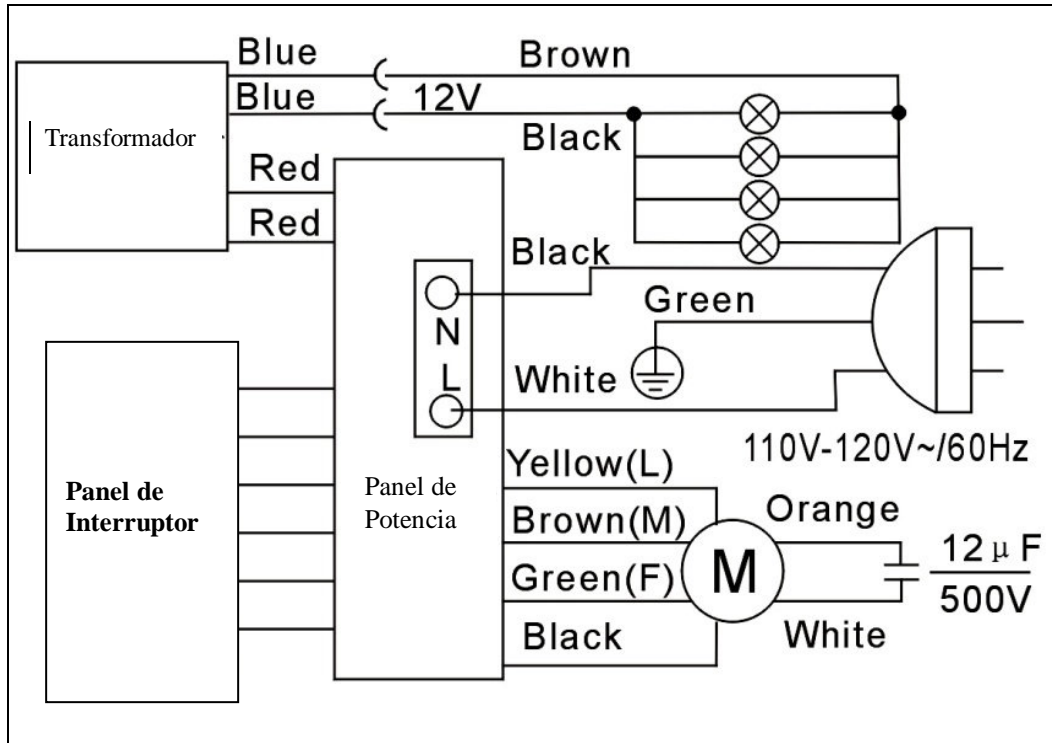 Blue
Brown
Blue
12V
Black
Transformador
Red
Red
Black
Green
N
L
White
110V-120V~/60Hz
Panel de
Interruptor
Panel de
Potencia
Yellow(L)
Brown(M)
Green(F)
Black
M
Orange
White
12μF
500V